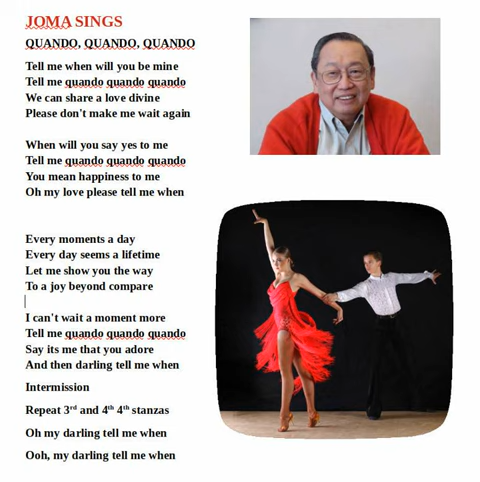 JOMA SINGS
QUANDO, QUANDO, QUANDO
Tell me when will you be mine
Tell me quando quando quando
We can share a love divine
Please don't make me wait again
When will you say yes to me
Tell me quando quando quando
You mean happiness to me
Oh my love please tell me when
Every moments a day
Every day seems a lifetime
Let me show you the way
To a joy beyond compare
I can't wait a moment more
Tell me quando quando quando
Say its me that you adore
And then darling tell me when
Intermission
Repeat 3rd and 4th 4th stanzas
Oh my darling tell me when
Ooh, my darling tell me when